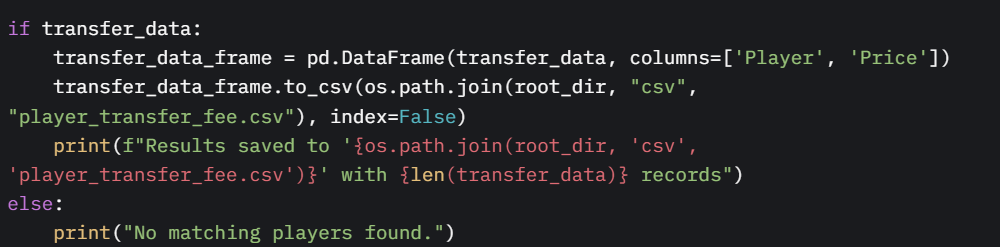 if transfer_data:
    transfer_data_frame = pd.DataFrame(transfer_data, columns=['Player', 'Price'])
    transfer_data_frame.to_csv(os.path.join(root_dir, "csv",
"player_transfer_fee.csv"), index=False)
    print(f"Results saved to '{os.path.join(root_dir, 'csv',
'player_transfer_fee.csv')}' with {len(transfer_data)} records")
else:
    print("No matching players found.")